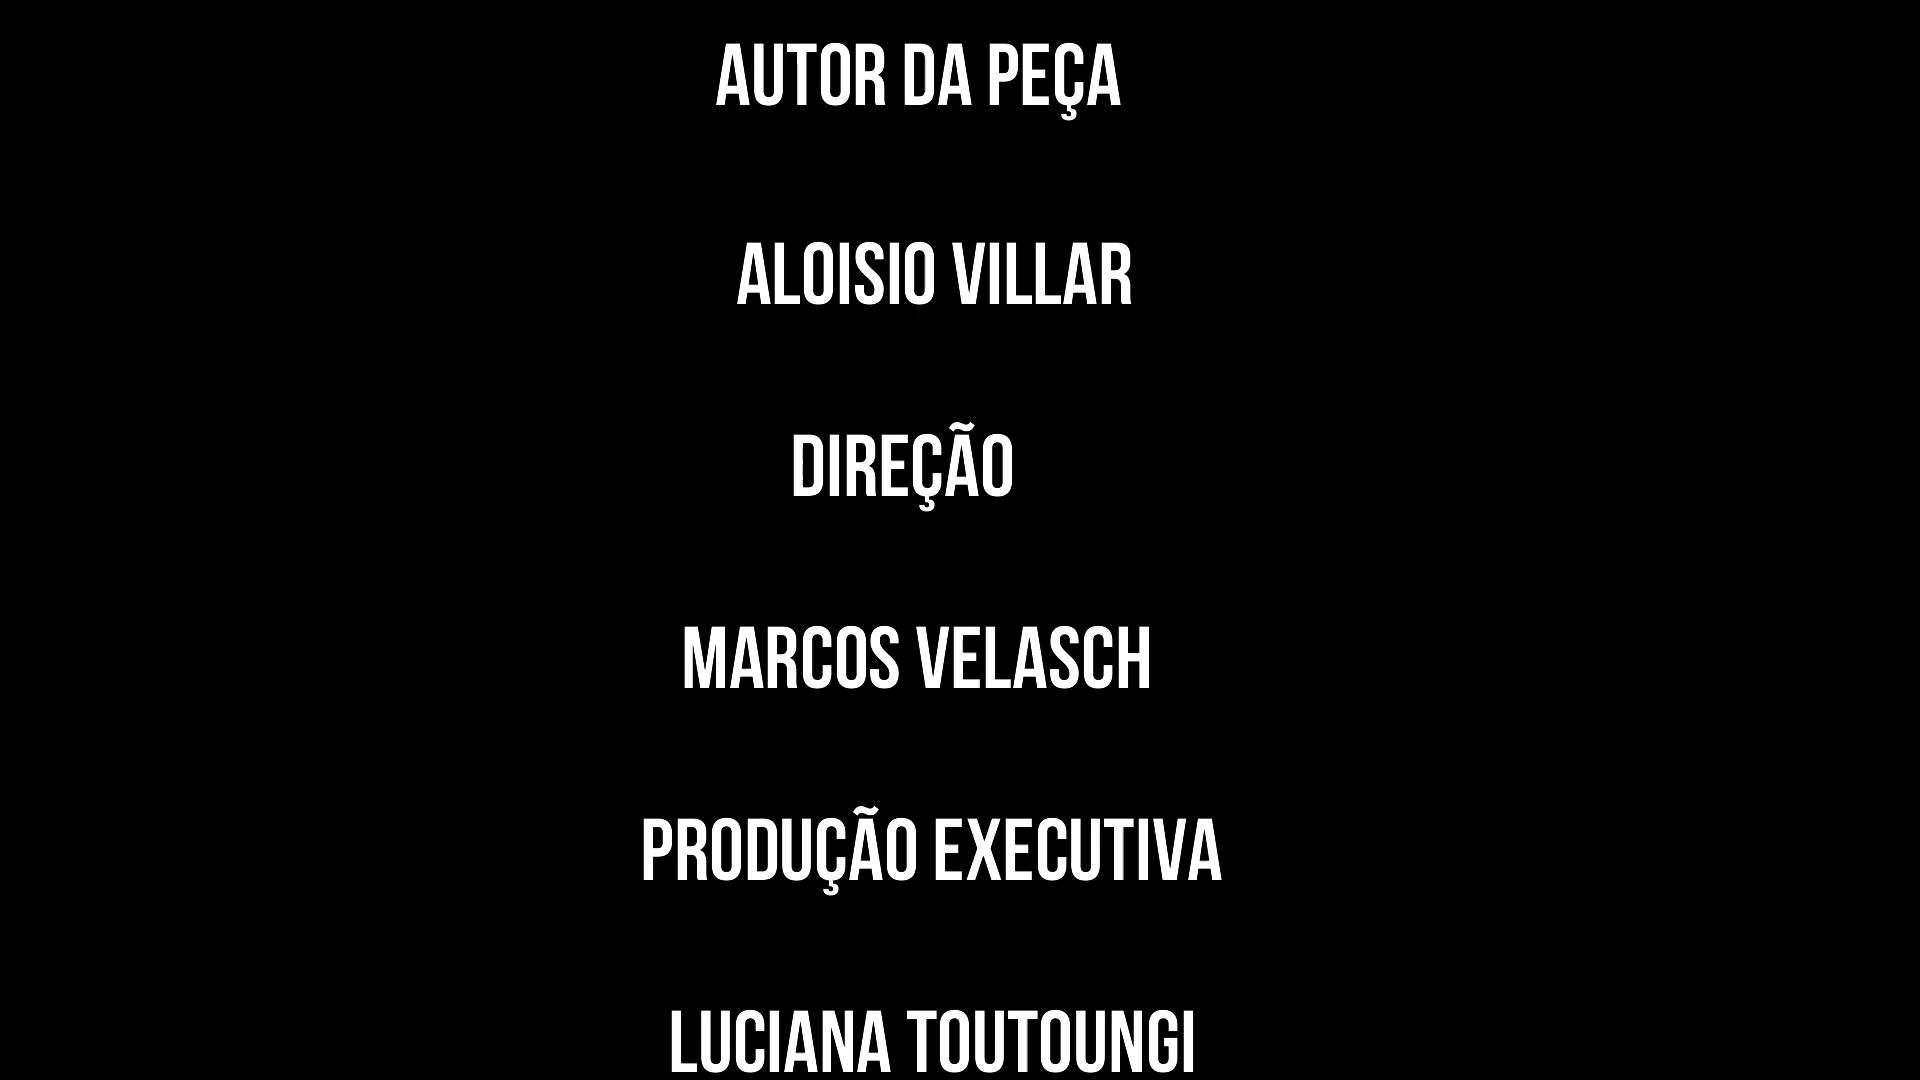 AUTOR DA PEÇA
ALOISIO VILLAR
DIREÇÃO
MARCOS VELASCH
PRODUÇÃO EXECUTIVA
LUCIANA TOUTOUNGI